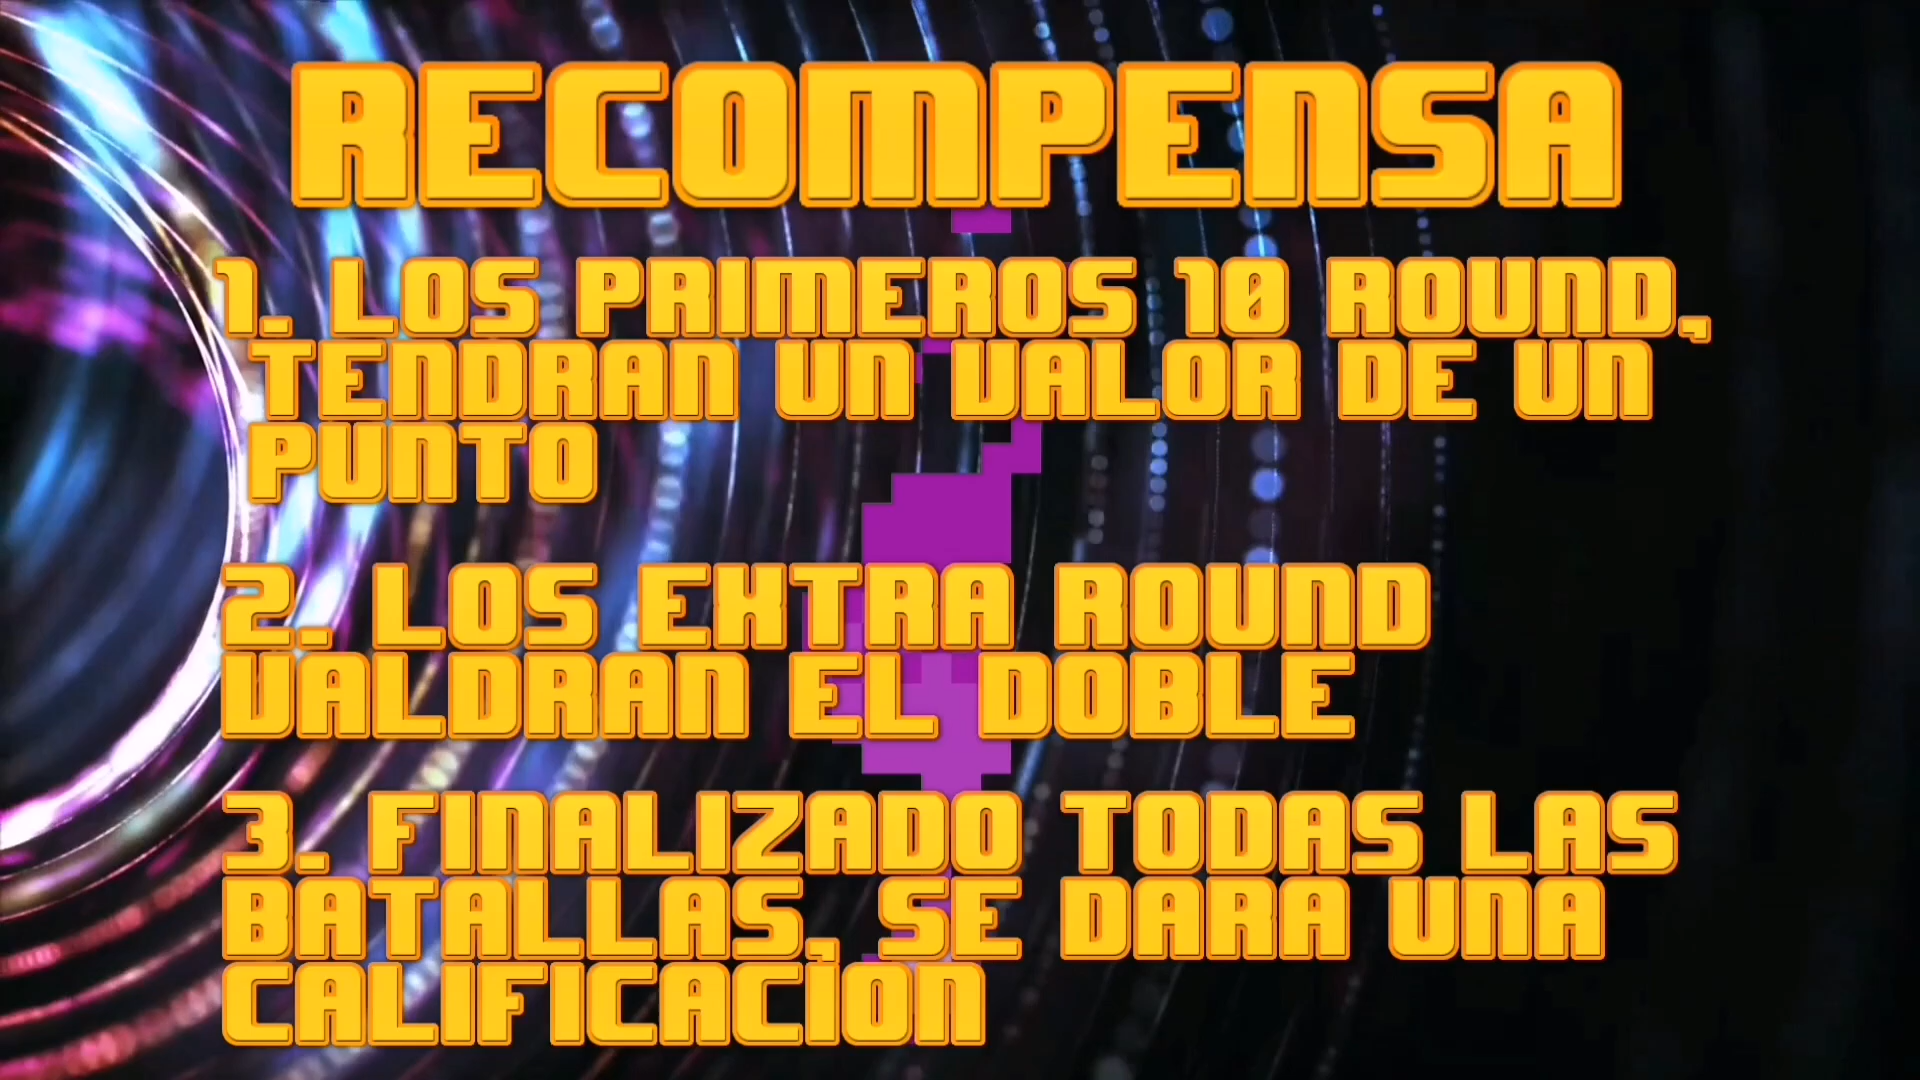 RECOMPENSA
1. LOS PRIMEROS 10 ROUND,
TENDRAN UN VALOR DE UN
PUNTO
2. LOS EXTRA ROUND
VALDRAN EL DOBLE
3. FINALIZADO TODAS LAS
BATALLAS, SE DARA UNA
CALIFICACION